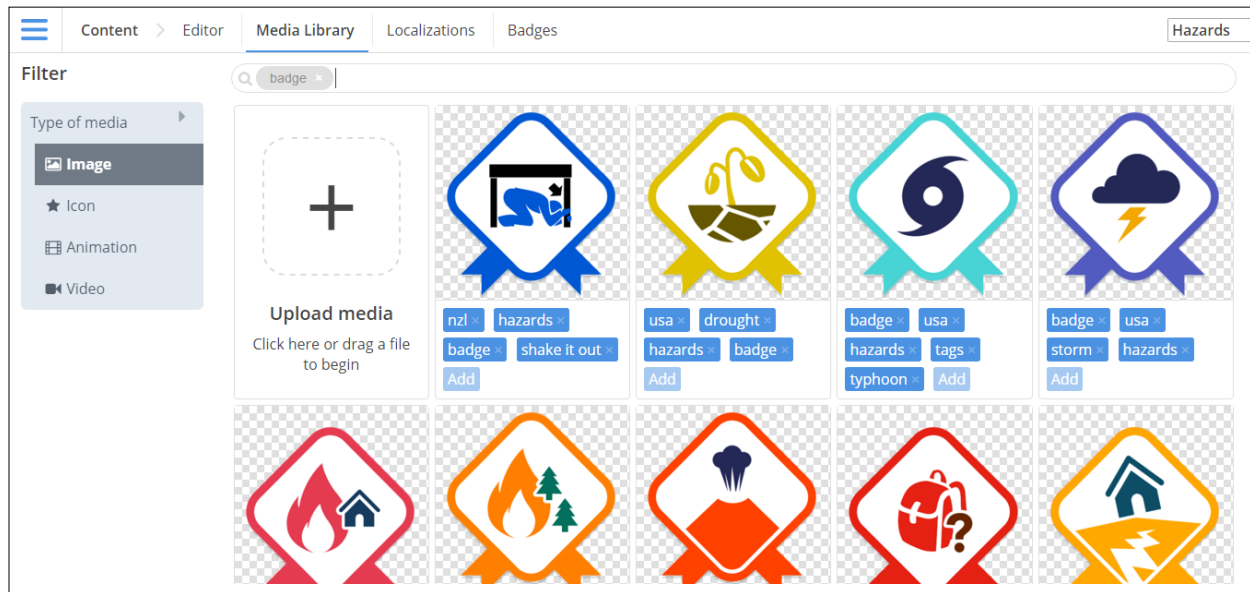 Content Editor Media Library Localizations Badges Hazards
Filter
badge ×
Type of media
Image
Icon
Animation
Video
Upload media
Click here or drag a file
to begin
nzl × hazards ×
badge × shake it out ×
Add
usa × drought ×
hazards × badge ×
Add
badge × usa ×
hazards × tags ×
typhoon × Add
badge × usa ×
storm × hazards ×
Add
?